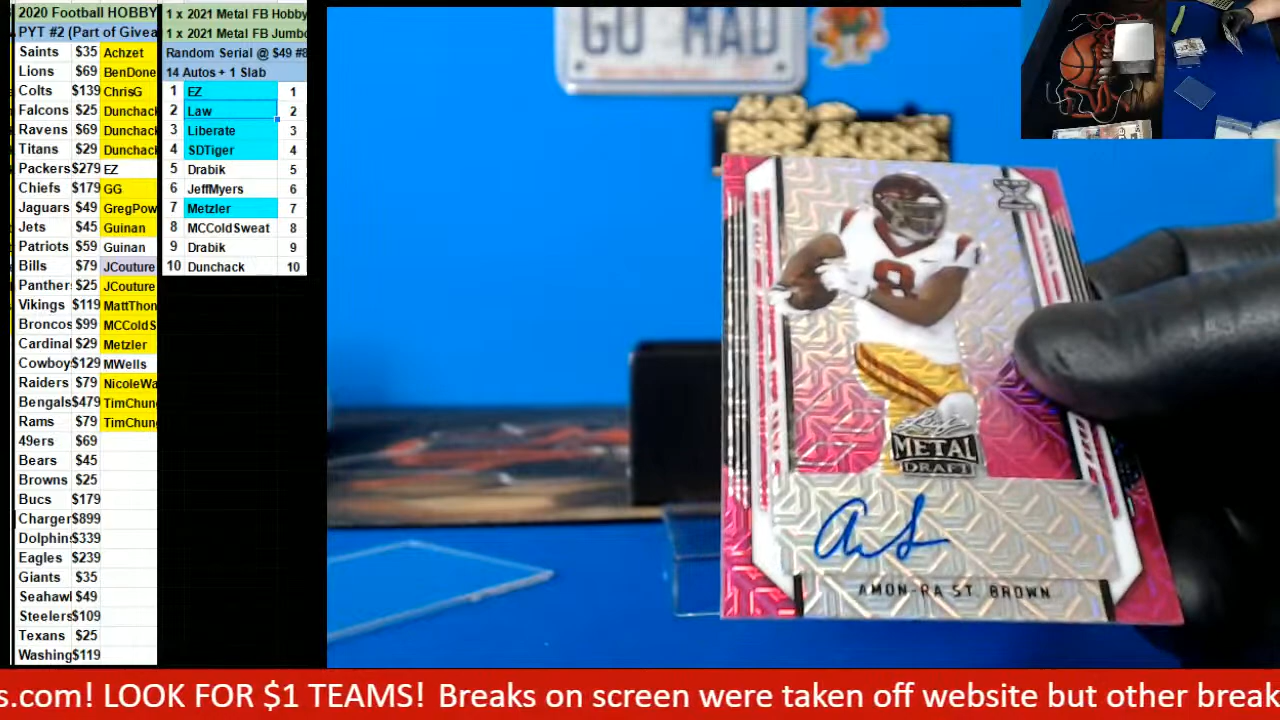 2020 Football HOBBY
PYT #2 (Part of Givea
Saints $35 Achzet
Lions $69 BenDone
Colts $139 ChrisG
Falcons $25 Dunchack
Ravens $69 Dunchack
Titans $29 Dunchack
Packers $279 EZ
Chiefs $179 GG
Jaguars $49 GregPow
Jets $45 Guinan
Patriots $59 Guinan
Bills $79 JCouture
Panther $25 JCouture
Vikings $119 MattThon
Broncos $99 MCColdS
Cardinal $29 Metzler
Cowboy $129 MWells
Raiders $79 NicoleWa
Bengals $479 TimChung
Rams $79 TimChung
49ers $69
Bears $45
Browns $25
Bucs $179
Charger $899
Dolphin $339
Eagles $239
Giants $35
Seahawl $49
Steelers $109
Texans $25
Washing $119
1 x 2021 Metal FB Hobby
1 x 2021 Metal FB Jumbo
Random Serial @ $49 #8
14 Autos + 1 Slab
1 EZ 1
2 Law 2
3 Liberate 3
4 SDTiger 4
5 Drabik 5
6 JeffMyers 6
7 Metzler 7
8 MCColdSweat 8
9 Drabik 9
10 Dunchack 10
GO MAD
8
Leaf
METAL
DRAFT
AMON-RA ST. BROWN
s.com! LOOK FOR $1 TEAMS! Breaks on screen were taken off website but other break